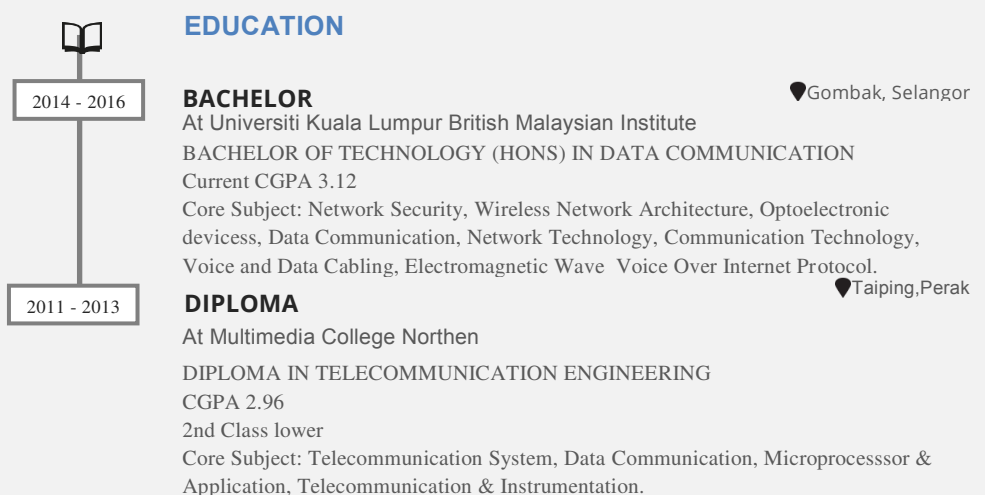 EDUCATION
2014 - 2016
BACHELOR
Gombak, Selangor
At Universiti Kuala Lumpur British Malaysian Institute
BACHELOR OF TECHNOLOGY (HONS) IN DATA COMMUNICATION
Current CGPA 3.12
Core Subject: Network Security, Wireless Network Architecture, Optoelectronic
devicess, Data Communication, Network Technology, Communication Technology,
Voice and Data Cabling, Electromagnetic Wave  Voice Over Internet Protocol.
2011 - 2013
DIPLOMA
Taiping,Perak
At Multimedia College Northen
DIPLOMA IN TELECOMMUNICATION ENGINEERING
CGPA 2.96
2nd Class lower
Core Subject: Telecommunication System, Data Communication, Microprocesssor &
Application, Telecommunication & Instrumentation.